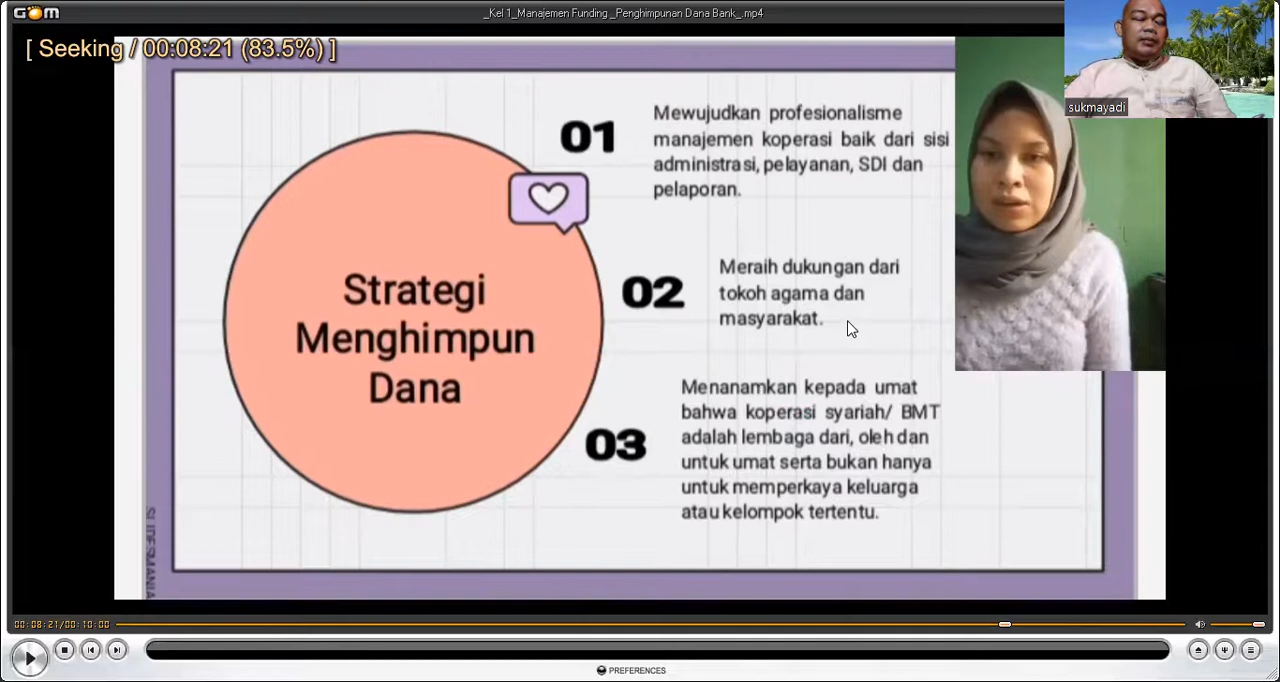 GOM
_Kel 1_Manajemen Funding _Penghimpunan Dana Bank_.mp4
[ Seeking / 00:08:21 (83.5%) ]
sukmayadi
Strategi
Menghimpun
Dana
01
Mewujudkan profesionalisme
manajemen koperasi baik dari sisi
administrasi, pelayanan, SDI dan
pelaporan.
02
Meraih dukungan dari
tokoh agama dan
masyarakat.
03
Menanamkan kepada umat
bahwa koperasi syariah/ BMT
adalah lembaga dari, oleh dan
untuk umat serta bukan hanya
untuk memperkaya keluarga
atau kelompok tertentu.
SLIDESMANIA
00:08:21/00:10:00
PREFERENCES